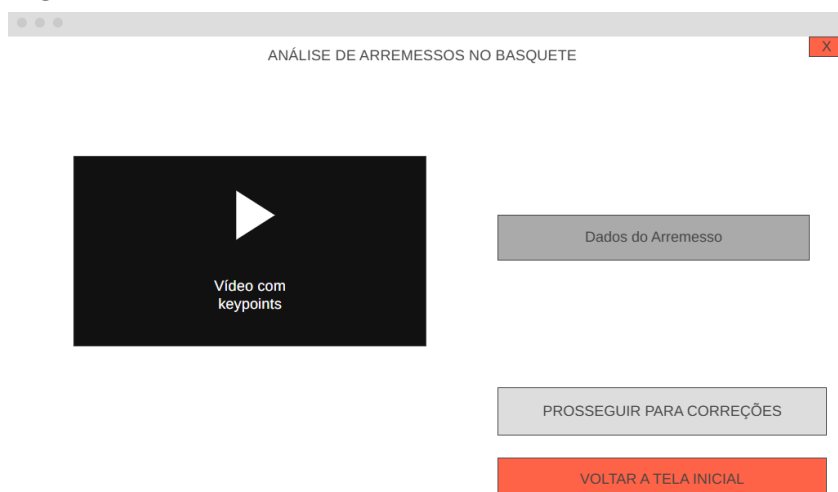 ANÁLISE DE ARREMESSOS NO BASQUETE
X
Vídeo com
keypoints
Dados do Arremesso
PROSSEGUIR PARA CORREÇÕES
VOLTAR A TELA INICIAL